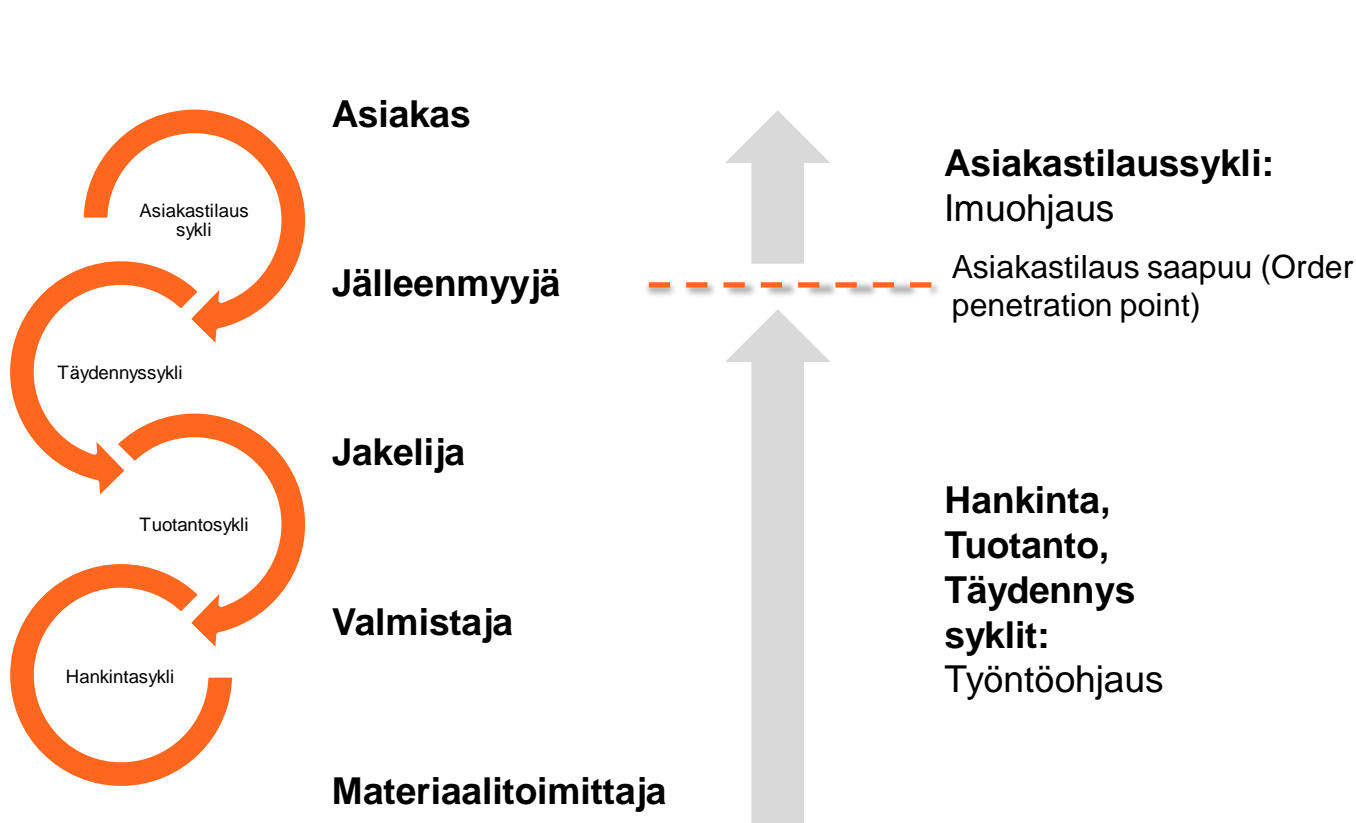 Asiakas
Asiakastilaus
sykli
Jälleenmyyjä
Täydennyssykli
Jakelija
Tuotantosykli
Valmistaja
Hankintasykli
Materiaalitoimittaja
Asiakastilaussykli:
Imuohjaus
Asiakastilaus saapuu (Order
penetration point)
Hankinta,
Tuotanto,
Täydennys
syklit:
Työntöohjaus